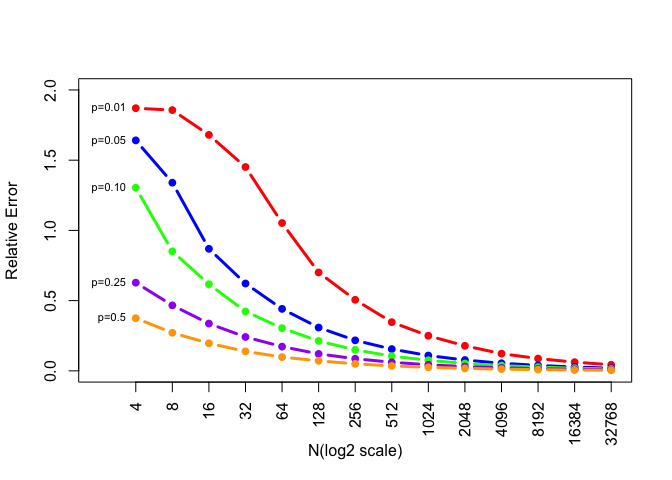 2.0
1.5
1.0
0.5
0.0
Relative Error
p=0.01
p=0.05
p=0.10
p=0.25
p=0.5
4 8 16 32 64 128 256 512 1024 2048 4096 8192 16384 32768
N(log2 scale)